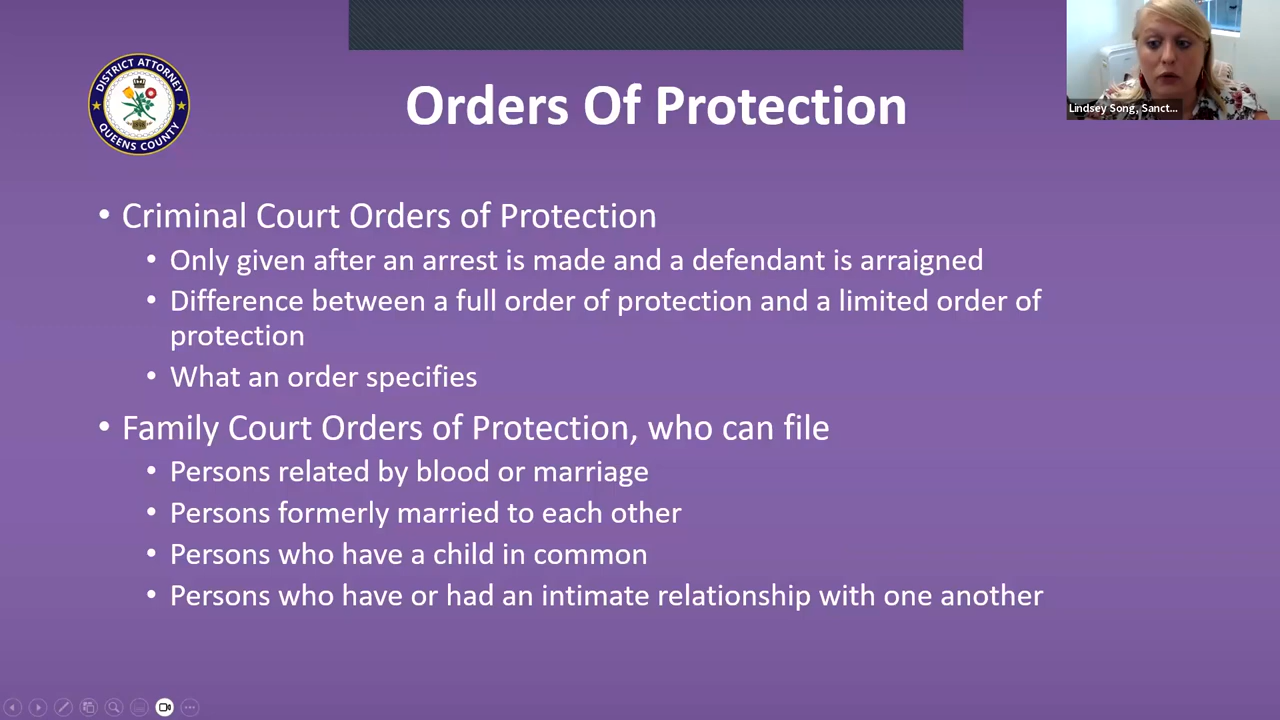 DISTRICT ATTORNEY
QUEENS COUNTY
Orders Of Protection
Lindsey Song, Sanct...
• Criminal Court Orders of Protection
• Only given after an arrest is made and a defendant is arraigned
• Difference between a full order of protection and a limited order of
protection
• What an order specifies
• Family Court Orders of Protection, who can file
• Persons related by blood or marriage
• Persons formerly married to each other
• Persons who have a child in common
• Persons who have or had an intimate relationship with one another